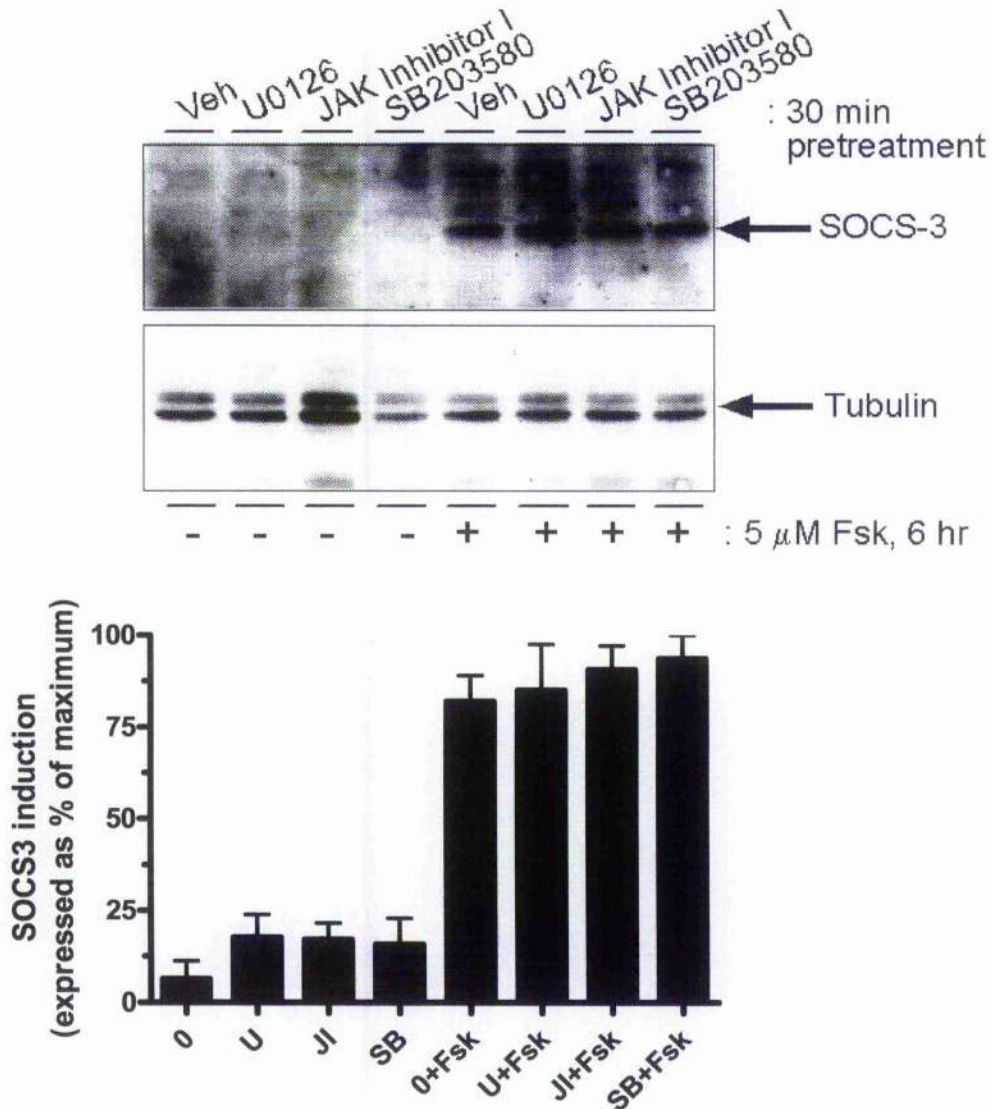 Veh U0126 JAK Inhibitor I SB203580 Veh U0126 JAK Inhibitor I SB203580
: 30 min
pretreatment
SOCS-3
Tubulin
- - - - + + + + : 5 μM Fsk, 6 hr
SOCS3 induction
(expressed as % of maximum)
100
75
50
25
0
0 U JI SB 0+Fsk U+Fsk JI+Fsk SB+Fsk